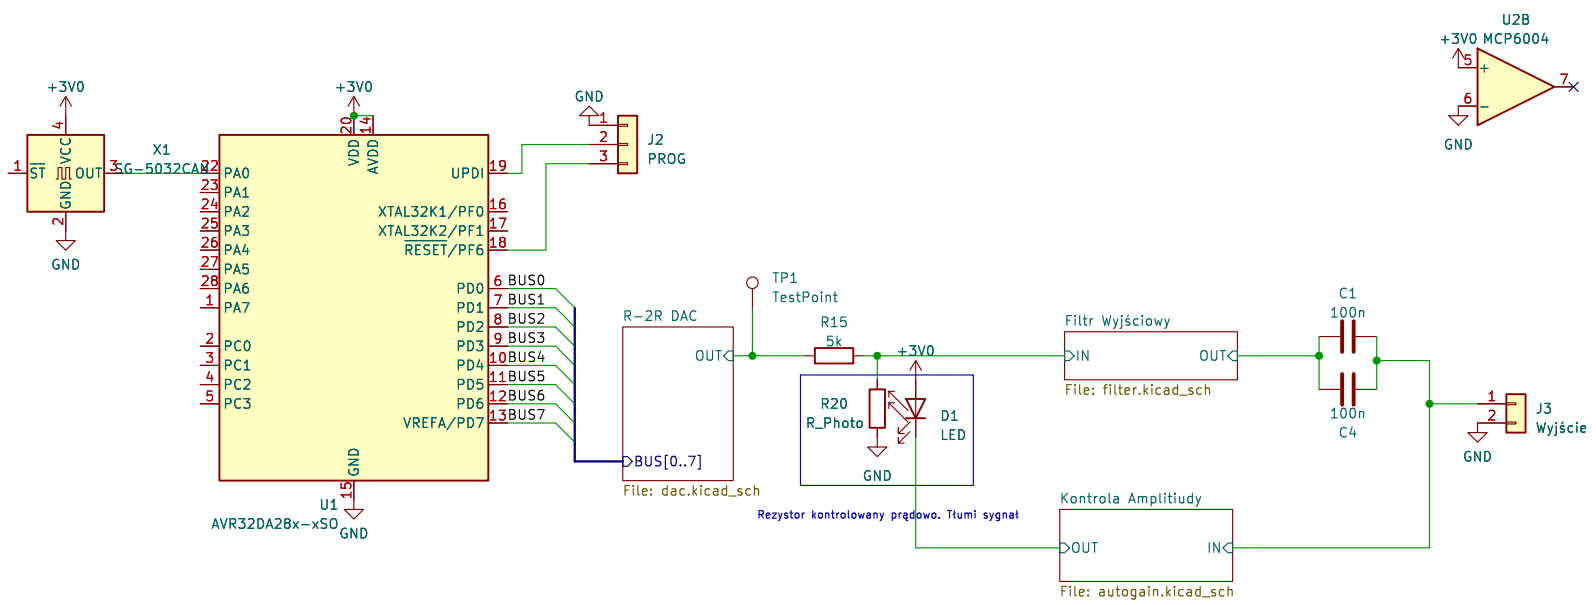 U2B
+3V0 MCP6004
5
+
7
6
−
GND
+3V0
4
VCC
X1
SG-5032CAN
1
ST
OUT
3
GND
2
GND
+3V0
20
14
VDD
AVDD
22 PA0
23 PA1
24 PA2
25 PA3
26 PA4
27 PA5
28 PA6
1 PA7
2 PC0
3 PC1
4 PC2
5 PC3
UPDI 19
XTAL32K1/PF0 16
XTAL32K2/PF1 17
RESET/PF6 18
PD0 6 BUS0
PD1 7 BUS1
PD2 8 BUS2
PD3 9 BUS3
PD4 10 BUS4
PD5 11 BUS5
PD6 12 BUS6
VREFA/PD7 13 BUS7
GND
15
U1
AVR32DA28x-xSO
GND
GND
1
2
3
J2
PROG
R-2R DAC
OUT
BUS[0..7]
File: dac.kicad_sch
TP1
TestPoint
R15
5k
+3V0
R20
R_Photo
D1
LED
GND
Rezystor kontrolowany prądowo. Tłumi sygnał
Filtr Wyjściowy
IN
OUT
File: filter.kicad_sch
C1
100n
100n
C4
1
2
J3
Wyjście
GND
Kontrola Amplitiudy
OUT
IN
File: autogain.kicad_sch